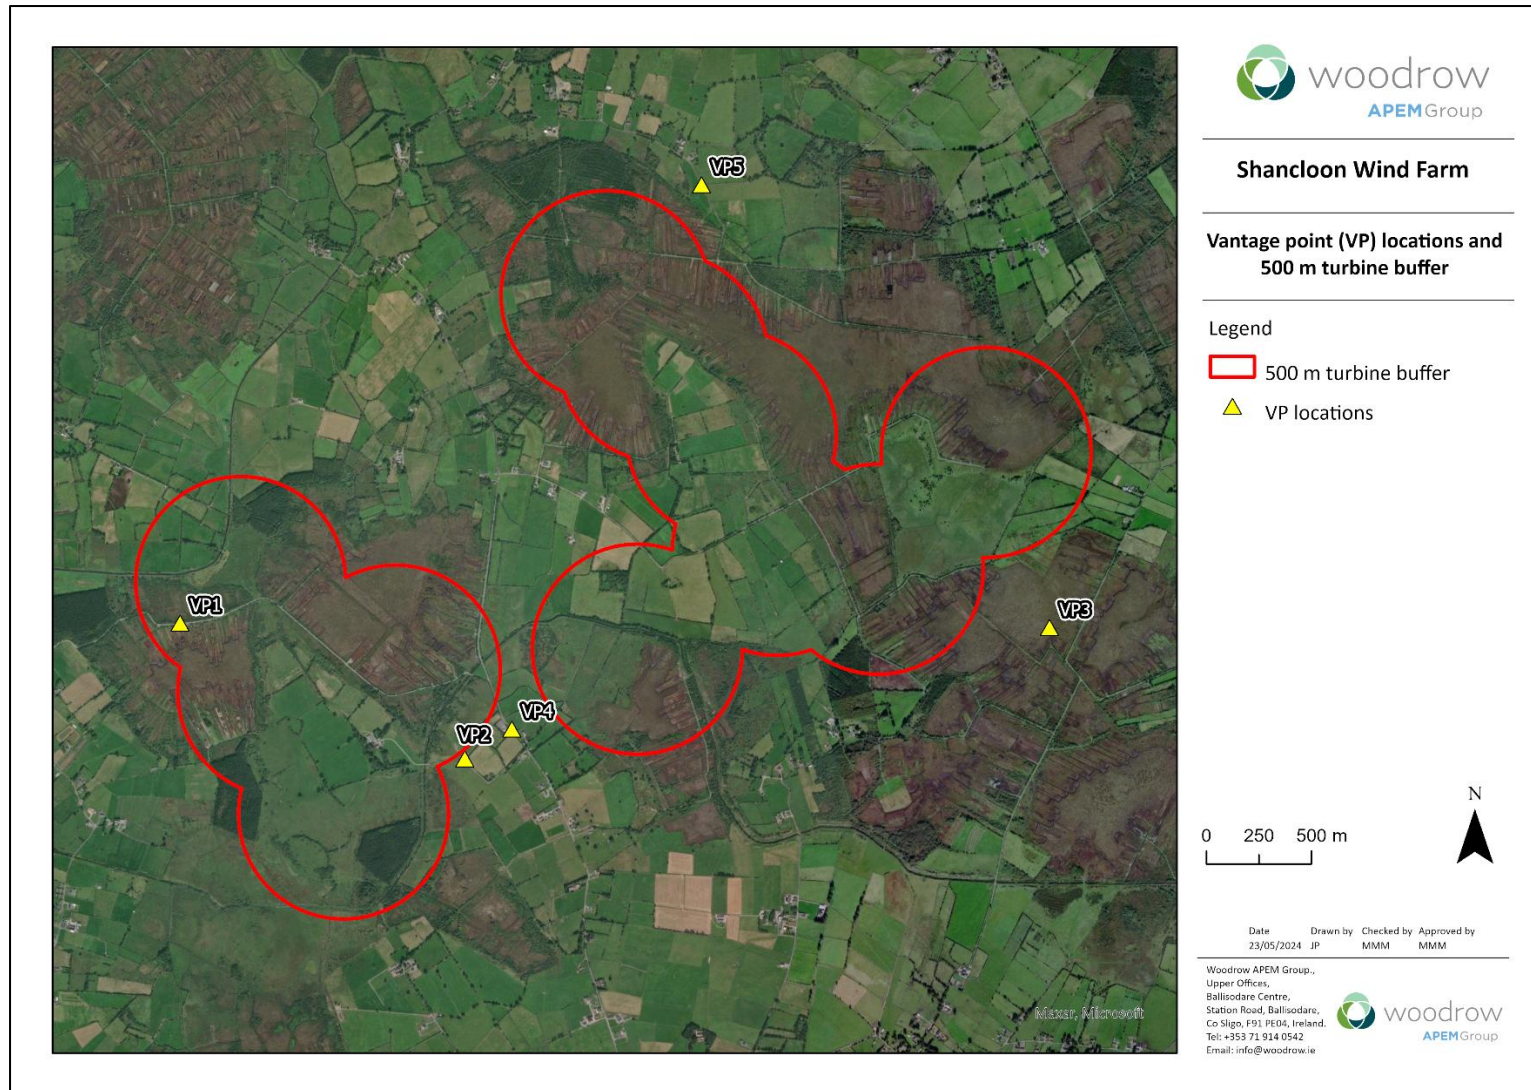 VP5
VP1
VP3
VP4
VP2
Maxar, Microsoft
woodrow
APEMGroup
Shancloon Wind Farm
Vantage point (VP) locations and
500 m turbine buffer
Legend
500 m turbine buffer
VP locations
N
0 250 500 m
Date Drawn by Checked by Approved by
23/05/2024 JP MMM MMM
Woodrow APEM Group.,
Upper Offices,
Ballisodare Centre,
Station Road, Ballisodare,
Co Sligo, F91 PE04, Ireland.
Tel: +353 71 914 0542
Email: info@woodrow.ie
woodrow
APEMGroup